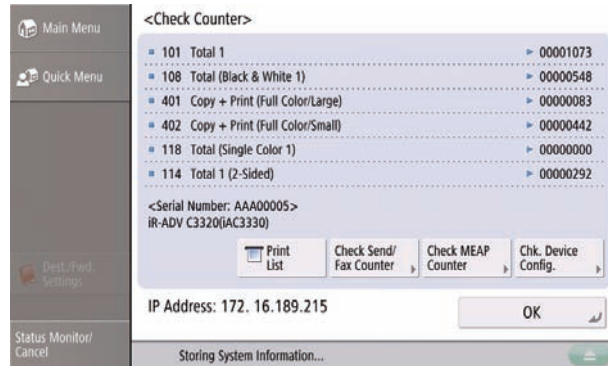 Main Menu
Quick Menu
Dest./Fwd.
Settings
Status Monitor/
Cancel
<Check Counter>
101 Total 1 00001073
108 Total (Black & White 1) 00000548
401 Copy + Print (Full Color/Large) 00000083
402 Copy + Print (Full Color/Small) 00000442
118 Total (Single Color 1) 00000000
114 Total 1 (2-Sided) 00000292
<Serial Number: AAA00005>
iR-ADV C3320(iAC3330)
Print
List
Check Send/
Fax Counter
Check MEAP
Counter
Chk. Device
Config.
IP Address: 172. 16.189.215
OK
Storing System Information...